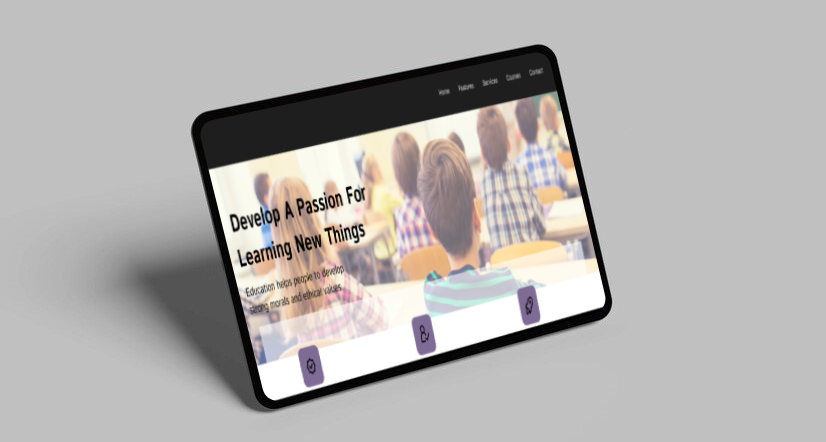 Home Features Services Courses Contact
Develop A Passion For
Learning New Things
Education helps people to develop
strong morals and ethical values.